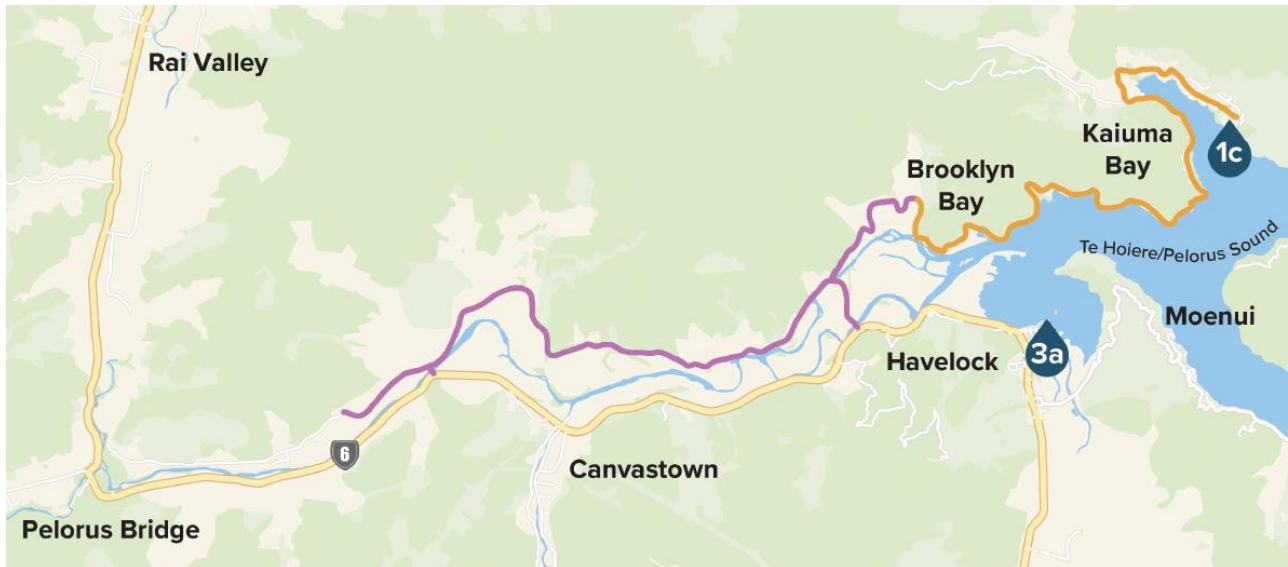 Rai Valley
Kaiuma
Bay
1c
Brooklyn
Bay
Te Hoiere/Pelorus Sound
Moenui
3a
Havelock
6
Canvastown
Pelorus Bridge